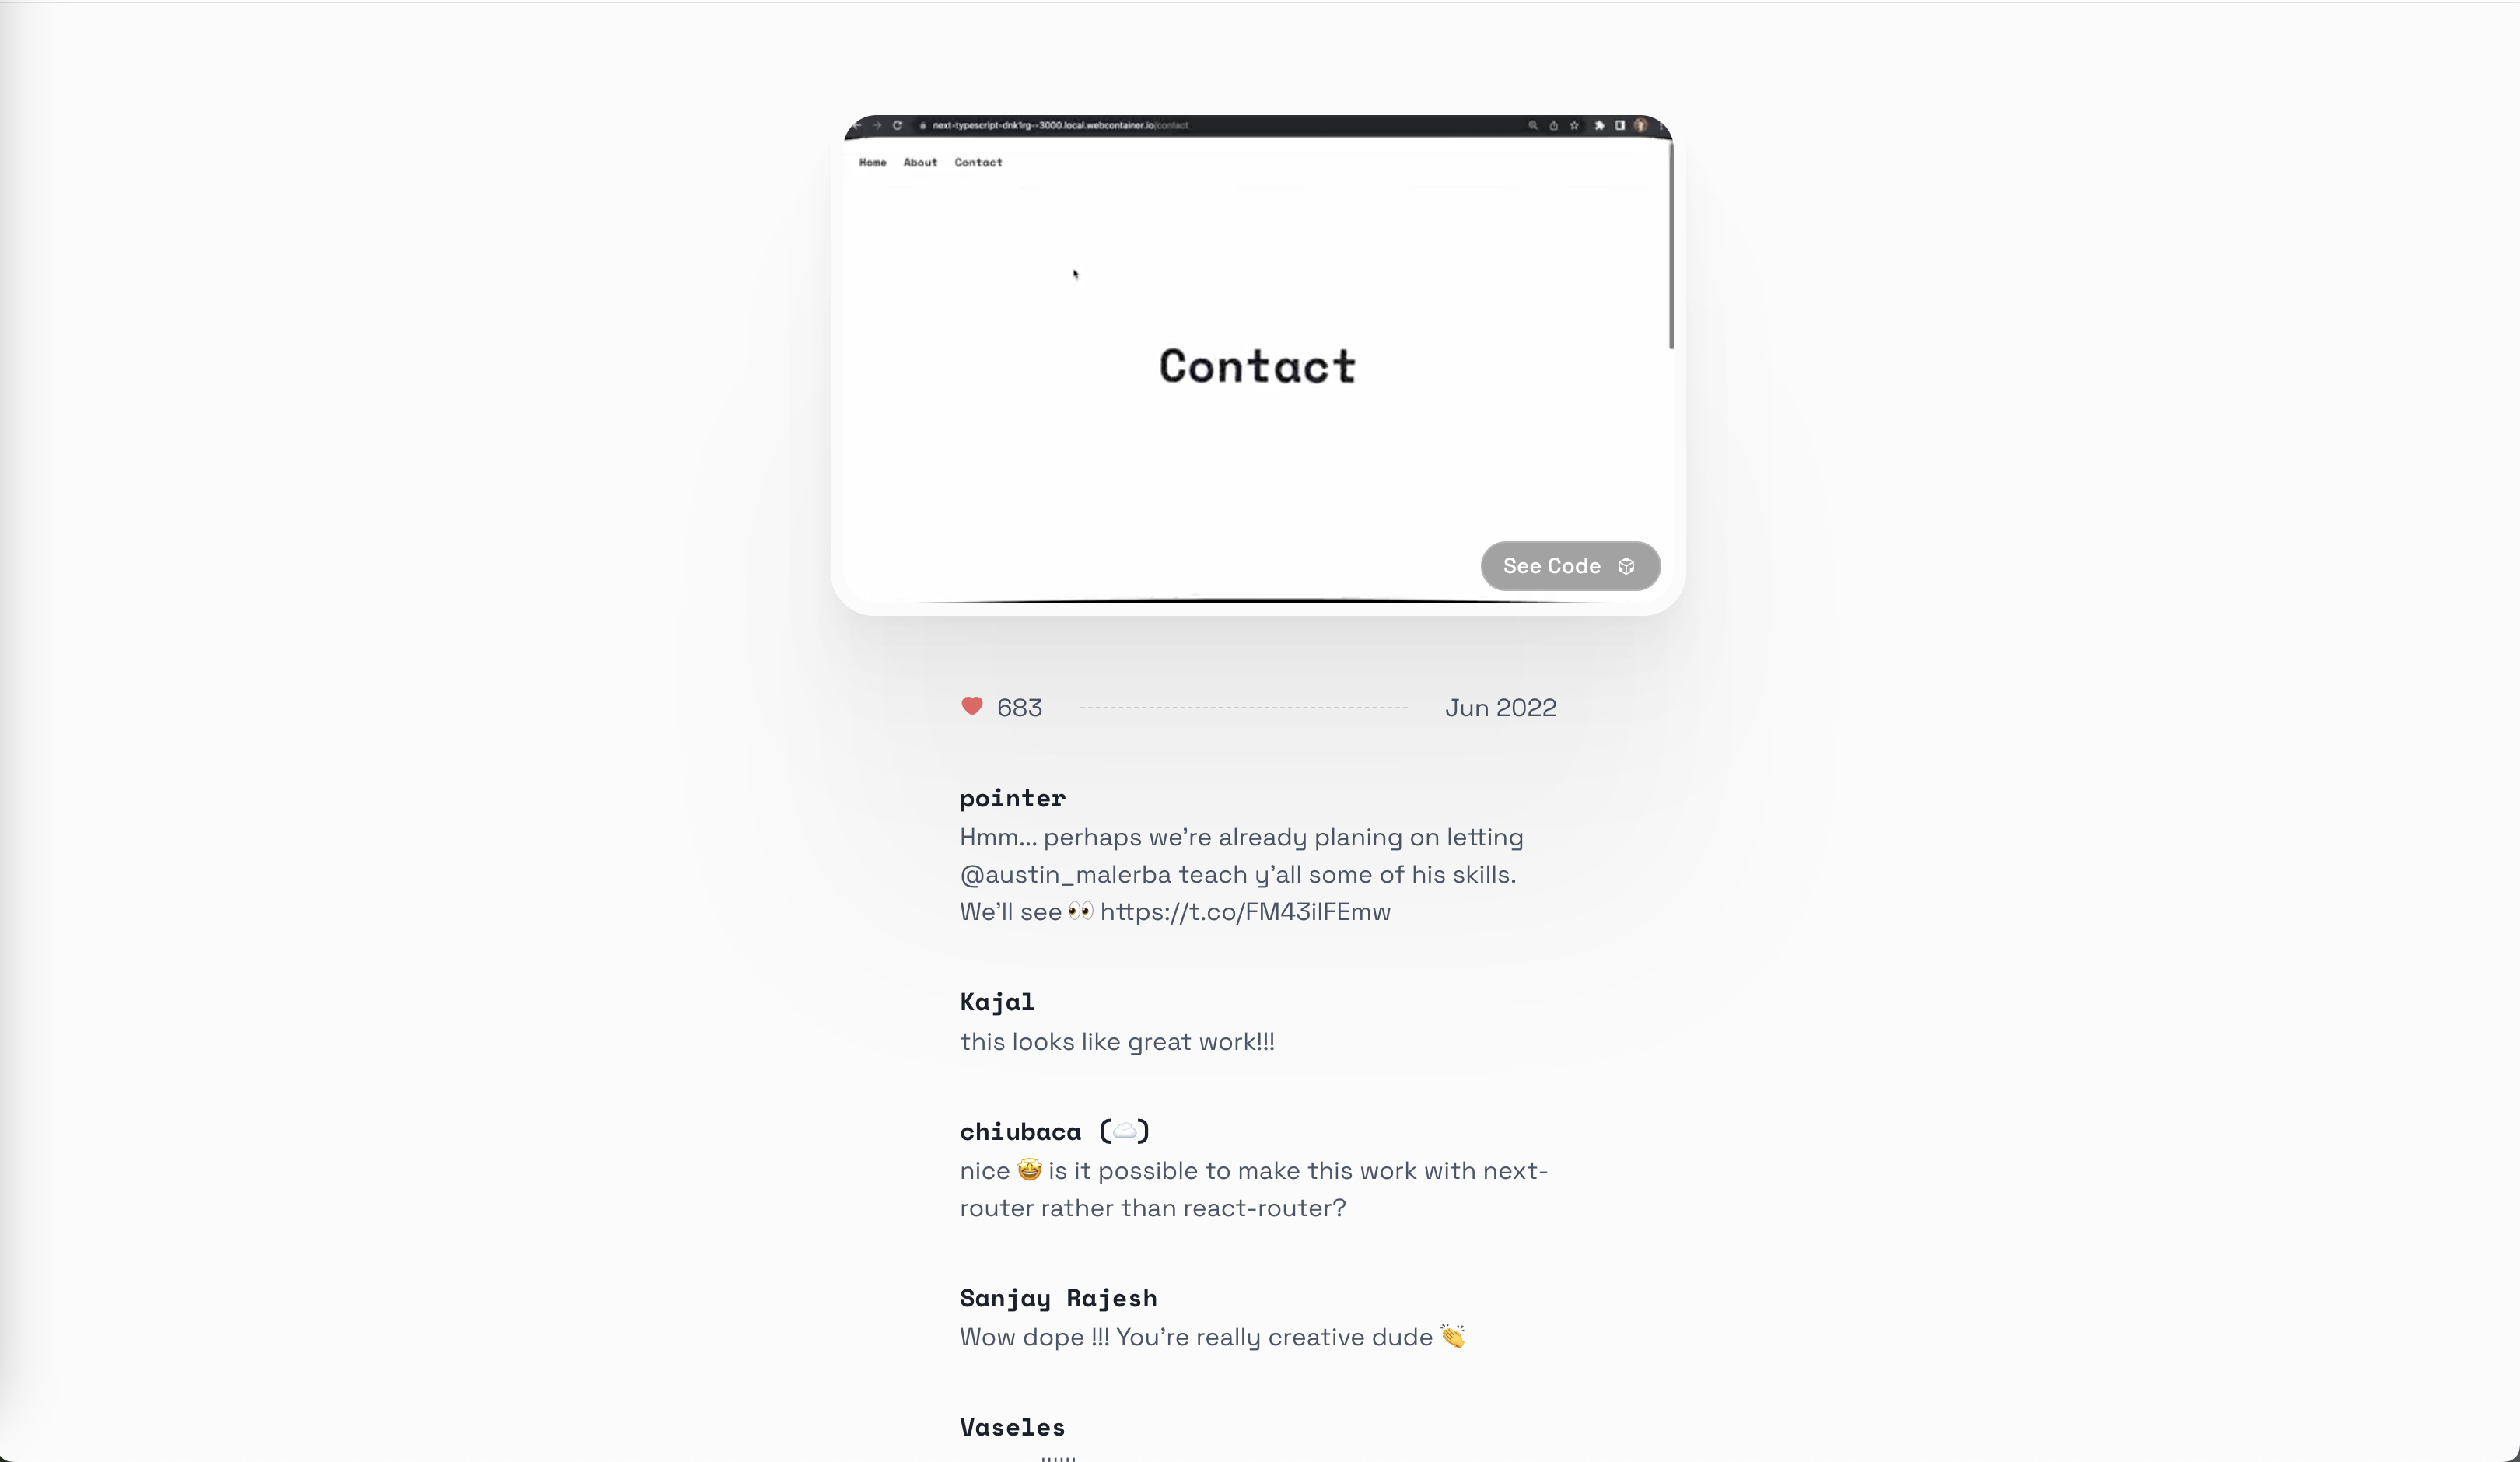 next-typescript-dnk1rg--3000.local.webcontainer.io/contact
Home About Contact
Contact
See Code
683 Jun 2022
pointer
Hmm... perhaps we're already planing on letting
@austin_malerba teach y'all some of his skills.
We'll see 👀 https://t.co/FM43ilFEmw
Kajal
this looks like great work!!!
chiubaca (☁️)
nice 🤩 is it possible to make this work with next-
router rather than react-router?
Sanjay Rajesh
Wow dope !!! You're really creative dude 👏
Vaseles